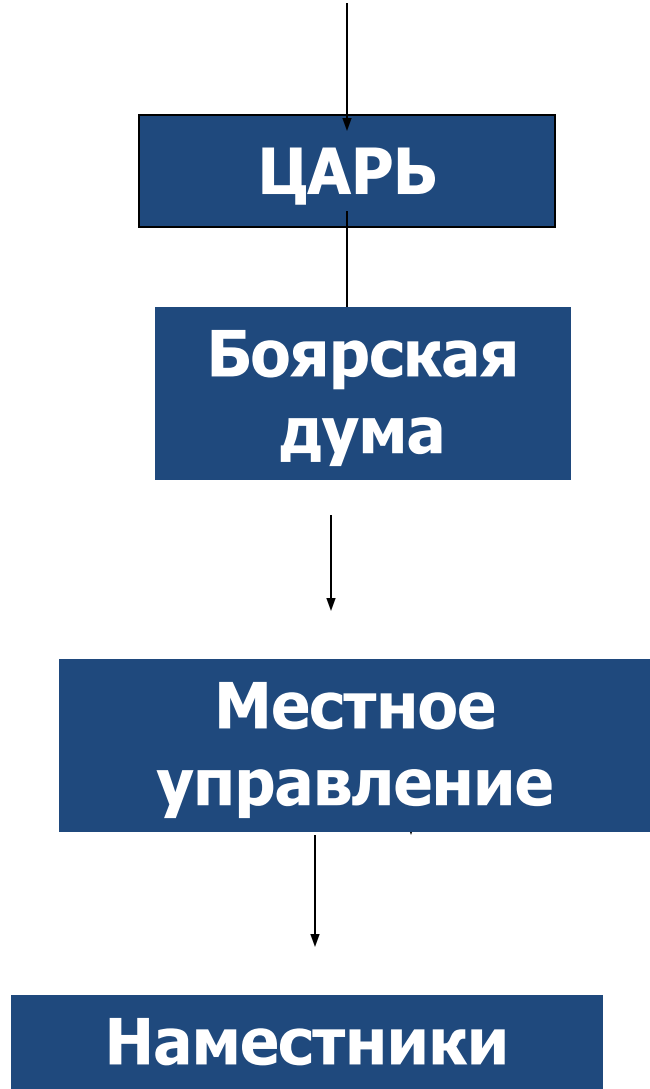 ЦАРЬ
Боярская
дума
Местное
управление
Наместники